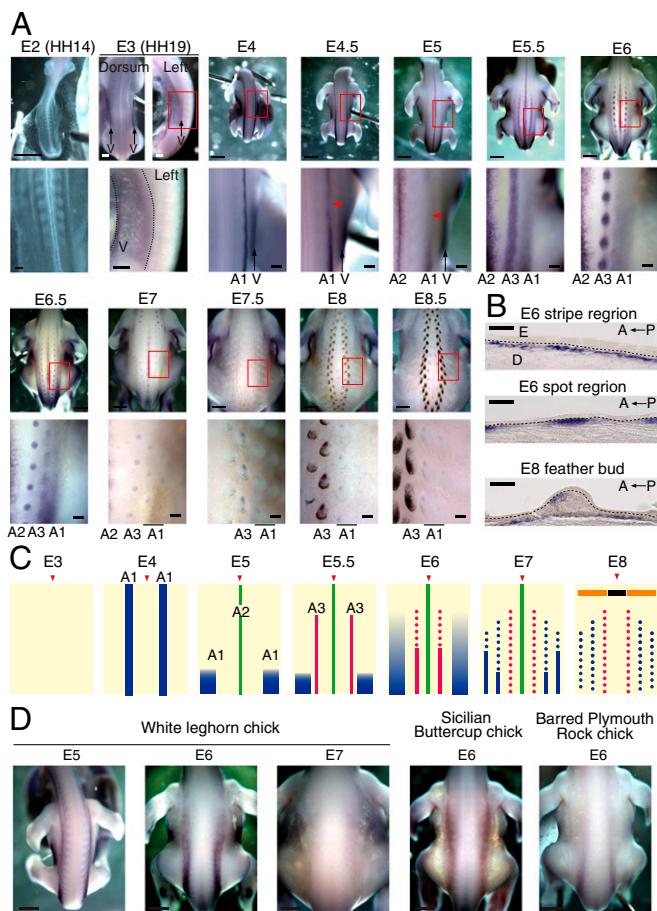 A
E2 (HH14) E3 (HH19) E4 E4.5 E5 E5.5 E6
Dorsum Left
V V V
Left
V
A1 V A1 V A2 A1 V A2 A3 A1 A2 A3 A1
E6.5 E7 E7.5 E8 E8.5
A2 A3 A1 A2 A3 A1 A3 A1 A3 A1 A3 A1
B
E6 stripe regrion
E A ← P
D
E6 spot regrion
A ← P
E8 feather bud
A ← P
C
E3 E4 E5 E5.5 E6 E7 E8
A1 A1
A2 A3 A3
A1 A1
D
White leghorn chick Sicilian Buttercup chick Barred Plymouth Rock chick
E5 E6 E7 E6 E6